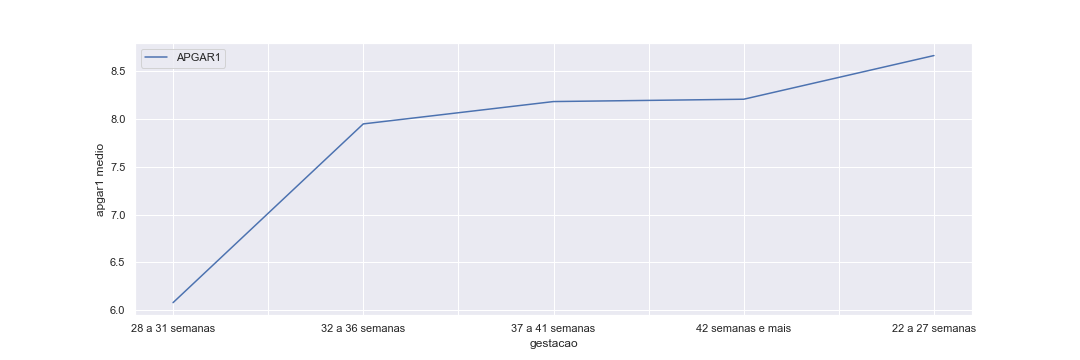 APGAR1
8.5
8.0
7.5
7.0
6.5
6.0
apgar1 medio
28 a 31 semanas
32 a 36 semanas
37 a 41 semanas
42 semanas e mais
22 a 27 semanas
gestacao